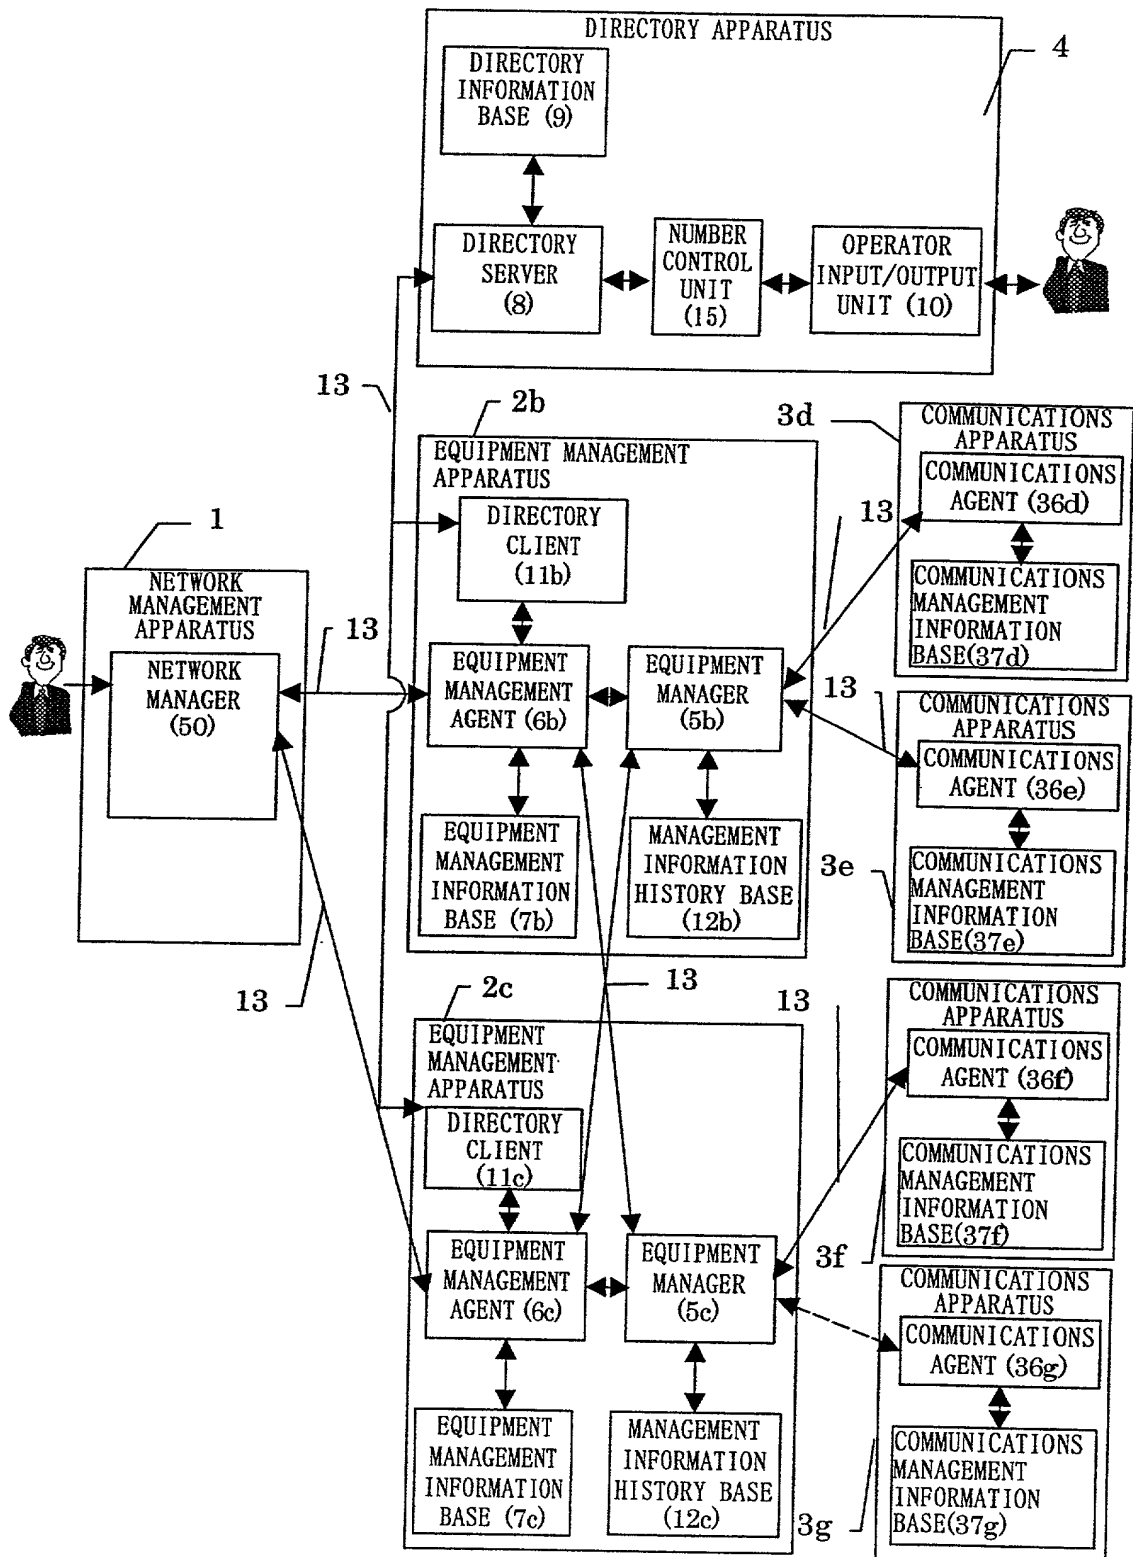 DIRECTORY APPARATUS
4
DIRECTORY
INFORMATION
BASE (9)
DIRECTORY
SERVER
(8)
NUMBER
CONTROL
UNIT
(15)
OPERATOR
INPUT/OUTPUT
UNIT (10)
13
2b
EQUIPMENT MANAGEMENT
APPARATUS
DIRECTORY
CLIENT
(11b)
EQUIPMENT
MANAGEMENT
AGENT (6b)
EQUIPMENT
MANAGER
(5b)
EQUIPMENT
MANAGEMENT
INFORMATION
BASE (7b)
MANAGEMENT
INFORMATION
HISTORY BASE
(12b)
1
NETWORK
MANAGEMENT
APPARATUS
NETWORK
MANAGER
(50)
13
13
13
2c
EQUIPMENT
MANAGEMENT
APPARATUS
DIRECTORY
CLIENT
(11c)
EQUIPMENT
MANAGEMENT
AGENT (6c)
EQUIPMENT
MANAGER
(5c)
EQUIPMENT
MANAGEMENT
INFORMATION
BASE (7c)
MANAGEMENT
INFORMATION
HISTORY BASE
(12c)
3d
13
COMMUNICATIONS
APPARATUS
COMMUNICATIONS
AGENT (36d)
COMMUNICATIONS
MANAGEMENT
INFORMATION
BASE(37d)
13
3e
COMMUNICATIONS
APPARATUS
COMMUNICATIONS
AGENT (36e)
COMMUNICATIONS
MANAGEMENT
INFORMATION
BASE(37e)
13
3f
COMMUNICATIONS
APPARATUS
COMMUNICATIONS
AGENT (36f)
COMMUNICATIONS
MANAGEMENT
INFORMATION
BASE(37f)
3g
COMMUNICATIONS
APPARATUS
COMMUNICATIONS
AGENT (36g)
COMMUNICATIONS
MANAGEMENT
INFORMATION
BASE(37g)